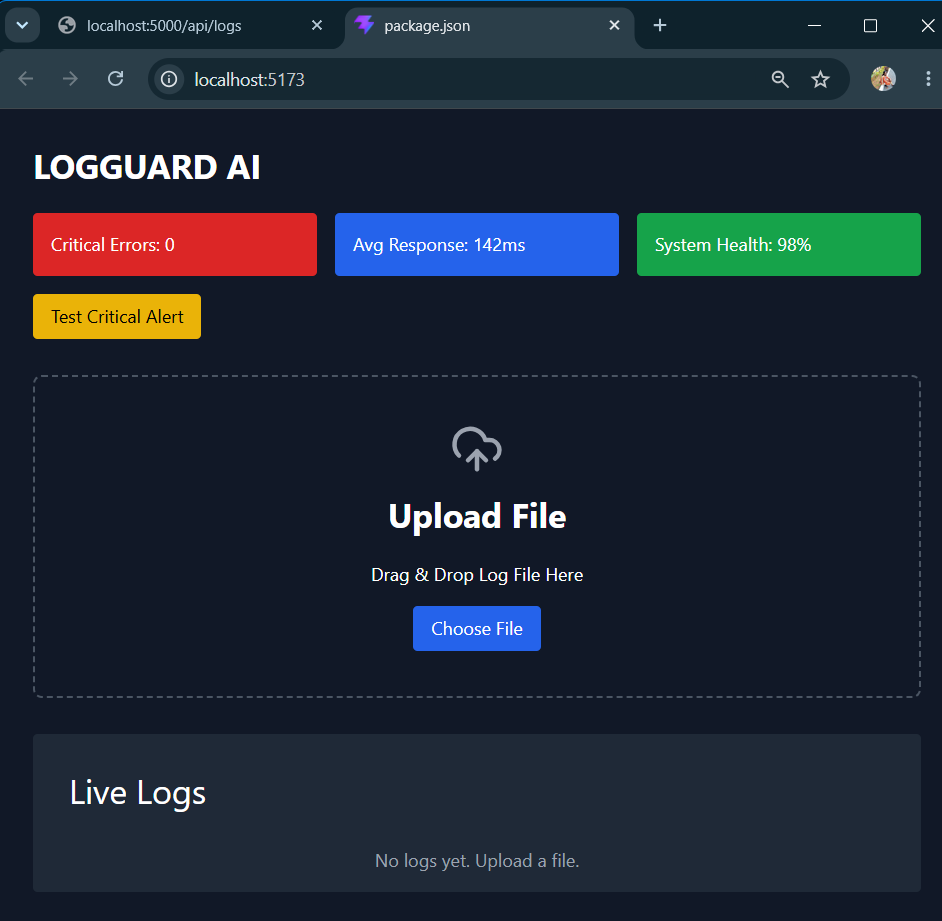 localhost:5000/api/logs
package.json
localhost:5173
LOGGUARD AI
Critical Errors: 0
Avg Response: 142ms
System Health: 98%
Test Critical Alert
Upload File
Drag & Drop Log File Here
Choose File
Live Logs
No logs yet. Upload a file.